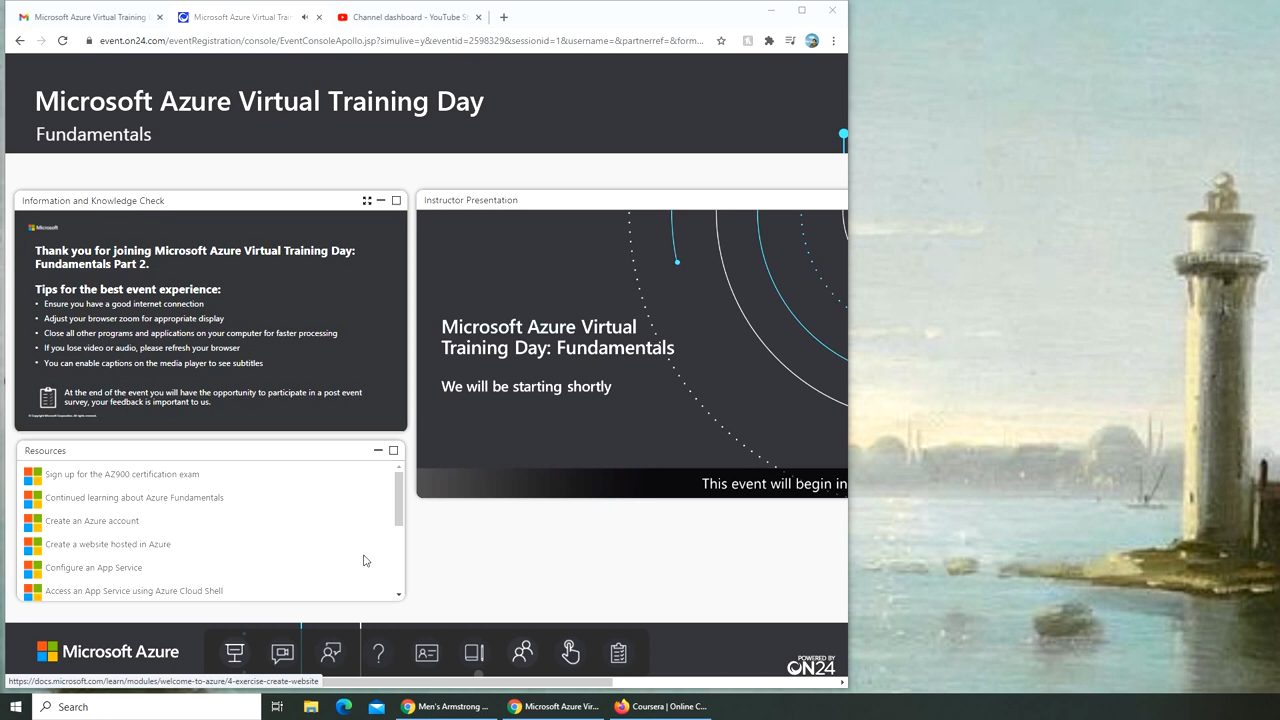 Microsoft Azure Virtual Training
Microsoft Azure Virtual Trai
Channel dashboard - YouTube St
event.on24.com/eventRegistration/console/EventConsoleApollo.jsp?simulive=y&eventid=2598329&sessionid=1&username=&partnerref=&form...
Microsoft Azure Virtual Training Day
Fundamentals
Information and Knowledge Check
Microsoft
Thank you for joining Microsoft Azure Virtual Training Day:
Fundamentals Part 2.
Tips for the best event experience:
• Ensure you have a good internet connection
• Adjust your browser zoom for appropriate display
• Close all other programs and applications on your computer for faster processing
• If you lose video or audio, please refresh your browser
• You can enable captions on the media player to see subtitles
At the end of the event you will have the opportunity to participate in a post event
survey, your feedback is important to us.
© Copyright Microsoft Corporation. All rights reserved.
Instructor Presentation
Microsoft Azure Virtual
Training Day: Fundamentals
We will be starting shortly
This event will begin in
Resources
Sign up for the AZ900 certification exam
Continued learning about Azure Fundamentals
Create an Azure account
Create a website hosted in Azure
Configure an App Service
Access an App Service using Azure Cloud Shell
Microsoft Azure
POWERED BY
ON24
https://docs.microsoft.com/learn/modules/welcome-to-azure/4-exercise-create-website
Search
Men's Armstrong ...
Microsoft Azure Vir...
Coursera | Online C...